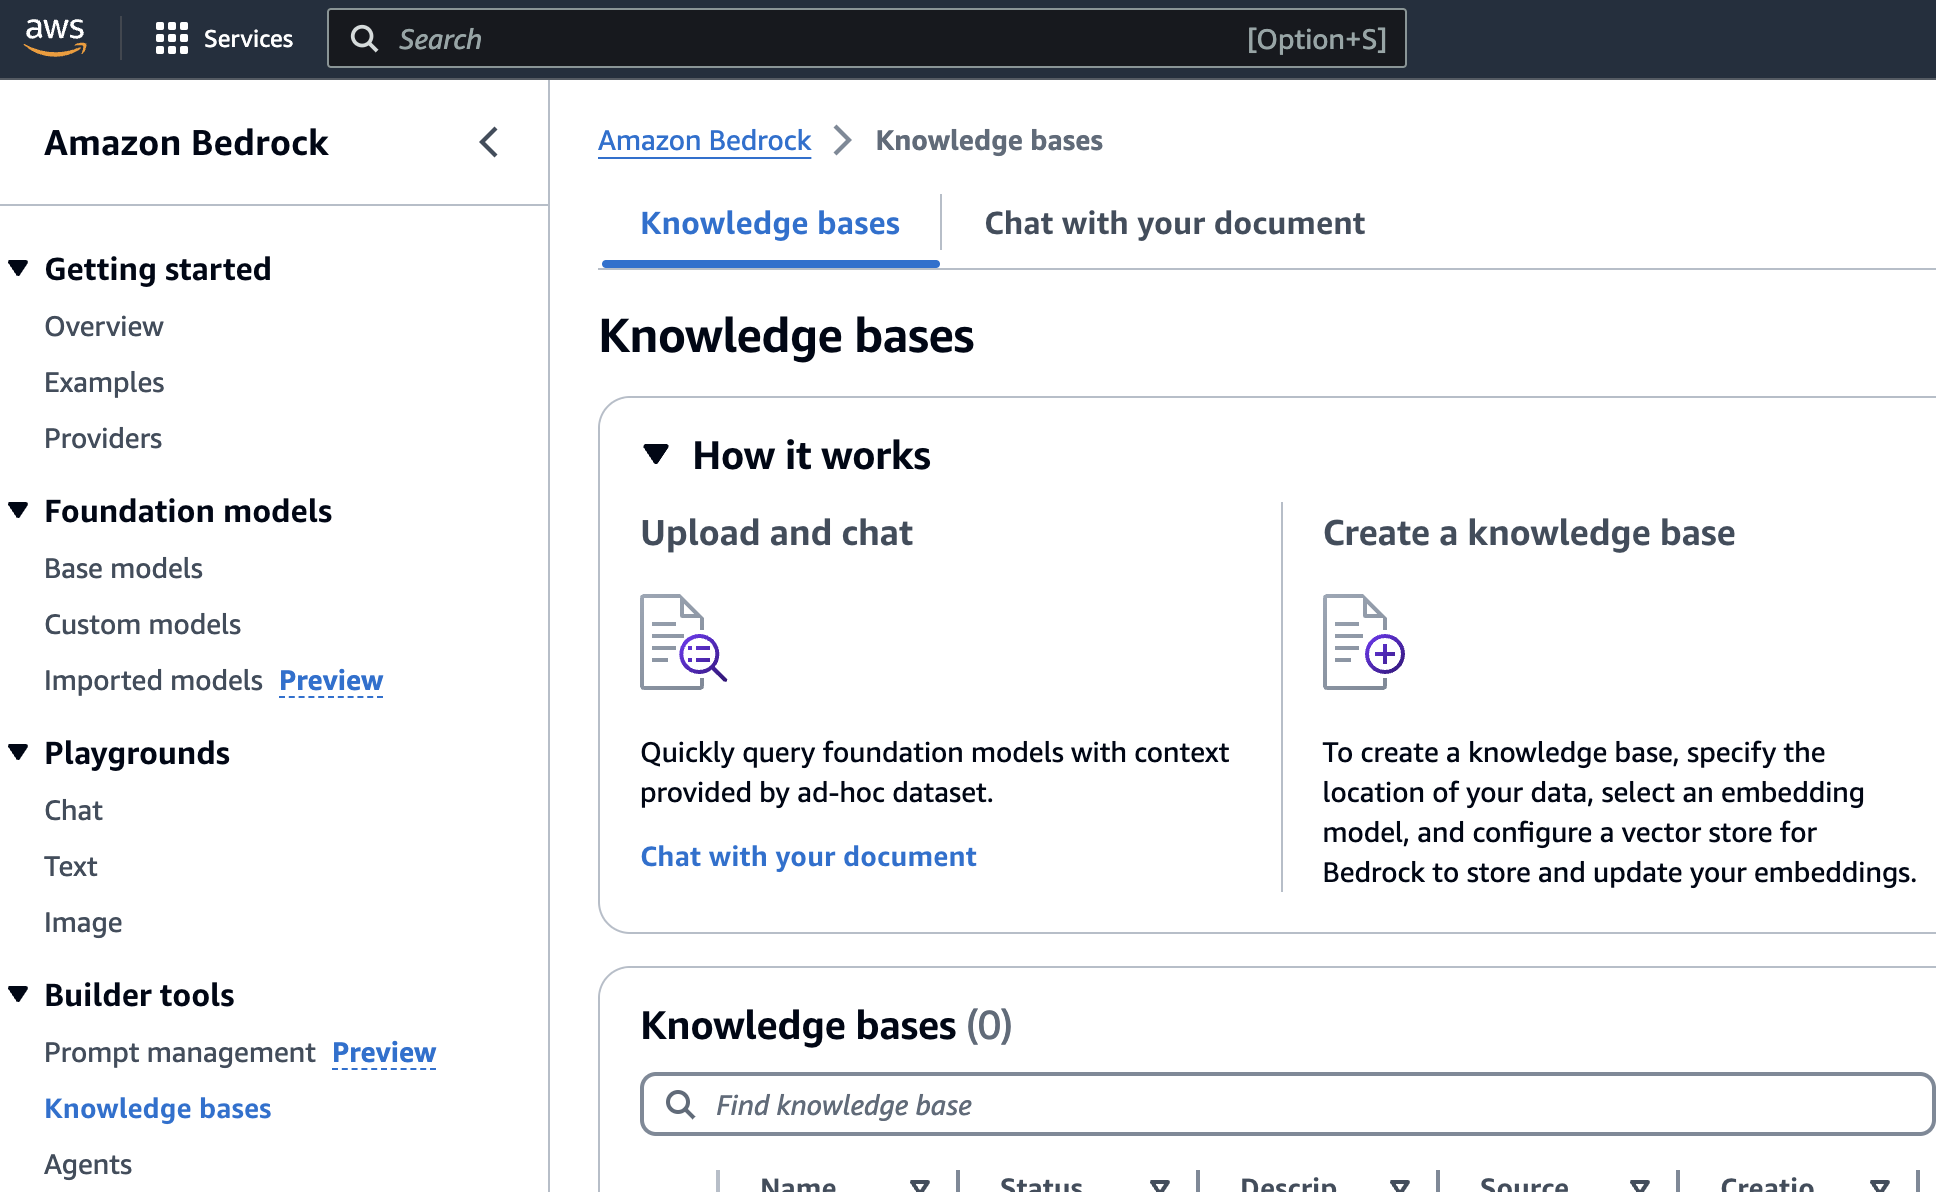 aws
Services
Search
[Option+S]
Amazon Bedrock
Getting started
Overview
Examples
Providers
Foundation models
Base models
Custom models
Imported models Preview
Playgrounds
Chat
Text
Image
Builder tools
Prompt management Preview
Knowledge bases
Agents
Amazon Bedrock
Knowledge bases
Knowledge bases
Chat with your document
Knowledge bases
How it works
Upload and chat
Quickly query foundation models with context
provided by ad-hoc dataset.
Chat with your document
Create a knowledge base
To create a knowledge base, specify the
location of your data, select an embedding
model, and configure a vector store for
Bedrock to store and update your embeddings.
Knowledge bases (0)
Find knowledge base
Name
Status
Descrip
Source
Creatio